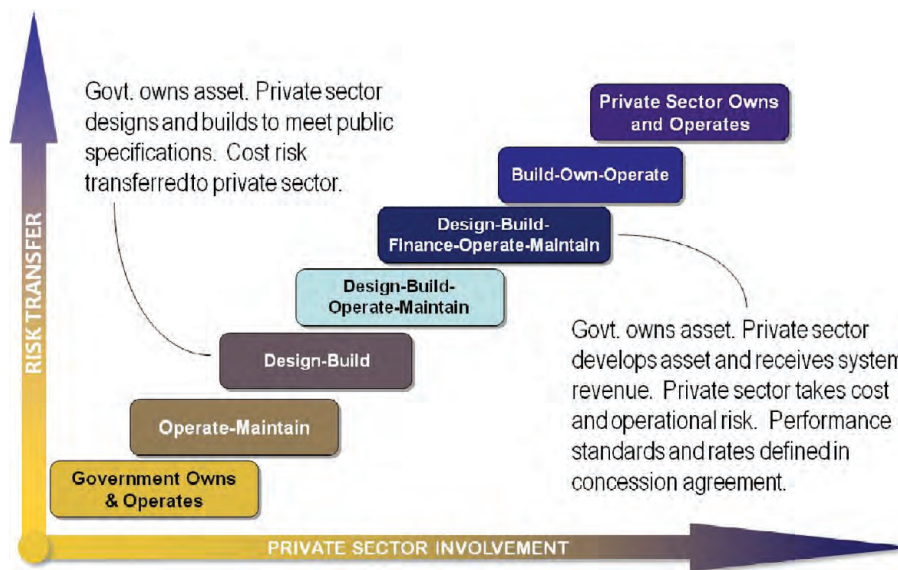 Govt. owns asset. Private sector
designs and builds to meet public
specifications. Cost risk
transferred to private sector.
Private Sector Owns
and Operates
Build-Own-Operate
Design-Build-
Finance-Operate-Maintain
Design-Build-
Operate-Maintain
Design-Build
Operate-Maintain
Government Owns
& Operates
Govt. owns asset. Private sector
develops asset and receives system
revenue. Private sector takes cost
and operational risk. Performance
standards and rates defined in
concession agreement.
RISK TRANSFER
PRIVATE SECTOR INVOLVEMENT